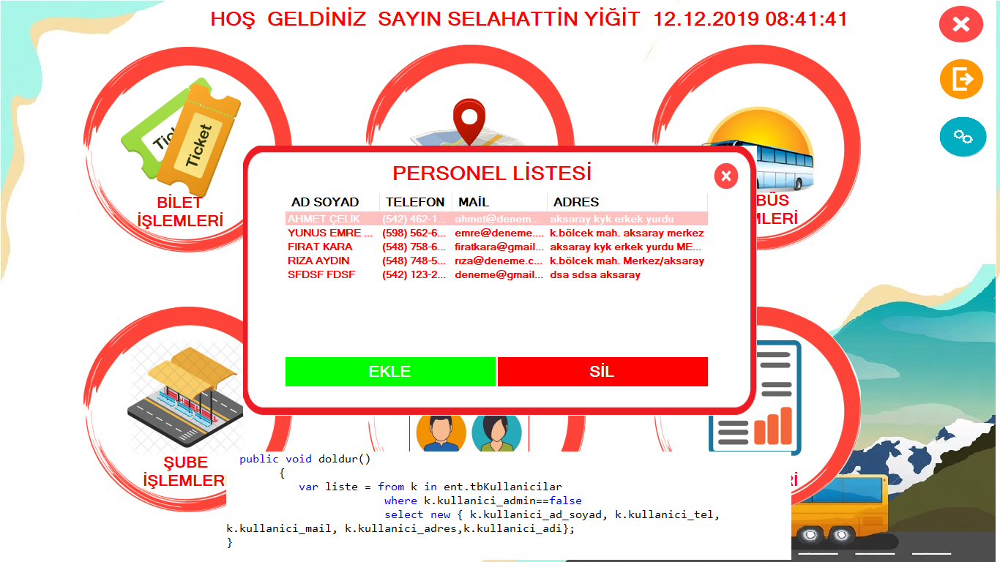 HOŞ GELDİNİZ SAYIN SELAHATTİN YİĞİT 12.12.2019 08:41:41
Ticket
BİLET
İŞLEMLERİ
BÜS
MLERİ
PERSONEL LİSTESİ
AD SOYAD TELEFON MAİL ADRES
AHMET ÇELİK (542) 462-1... ahmet@denem... aksaray kyk erkek yurdu
YUNUS EMRE ... (598) 562-6... emre@deneme.... k.bölcek mah. aksaray merkez
FIRAT KARA (548) 758-6... firatkara@gmail... aksaray kyk erkek yurdu ME...
RIZA AYDIN (548) 748-5... rıza@deneme.c... k.bölcek mah. Merkez/aksaray
SFDSF FDSF (542) 123-2... deneme@gmail... dsa sdsa aksaray
EKLE SİL
ŞUBE
İŞLEMLERİ
public void doldur()
{
var liste = from k in ent.tbKullanicilar
where k.kullanici_admin==false
select new { k.kullanici_ad_soyad, k.kullanici_tel,
k.kullanici_mail, k.kullanici_adres,k.kullanici_adi};
}